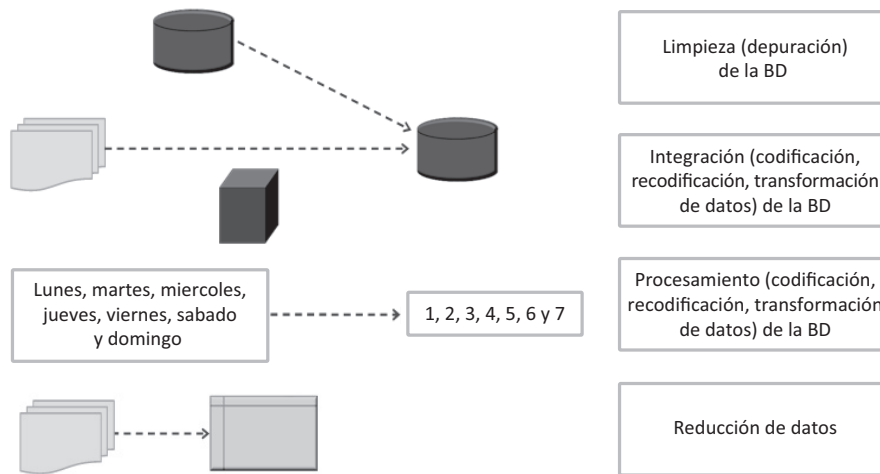 Limpieza (depuración)
de la BD
Integración (codificación,
recodificación, transformación
de datos) de la BD
Lunes, martes, miercoles,
jueves, viernes, sabado
y domingo
1, 2, 3, 4, 5, 6 y 7
Procesamiento (codificación,
recodificación, transformación
de datos) de la BD
Reducción de datos